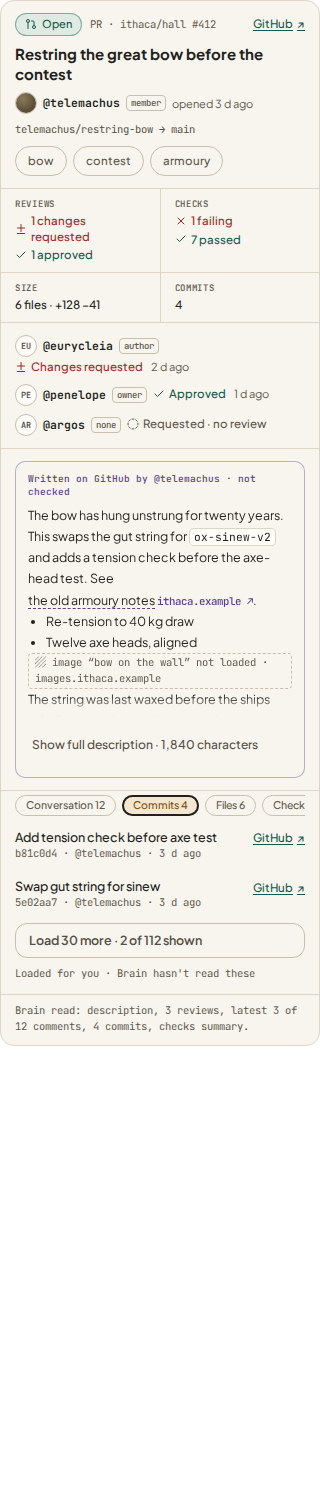 Open PR · ithaca/hall #412 GitHub ↗
Restring the great bow before the
contest
@telemachus member opened 3 d ago
telemachus/restring-bow → main
bow contest armoury
REVIEWS
± 1 changes
requested
✓ 1 approved
CHECKS
× 1 failing
✓ 7 passed
SIZE
6 files · +128 −41
COMMITS
4
EU @eurycleia author
± Changes requested 2 d ago
PE @penelope owner ✓ Approved 1 d ago
AR @argos none Requested · no review
Written on GitHub by @telemachus · not
checked
The bow has hung unstrung for twenty years.
This swaps the gut string for ox-sinew-v2
and adds a tension check before the axe-
head test. See
the old armoury notes ithaca.example ↗.
• Re-tension to 40 kg draw
• Twelve axe heads, aligned
image “bow on the wall” not loaded ·
images.ithaca.example
The string was last waxed before the ships
Show full description · 1,840 characters
Conversation 12 Commits 4 Files 6 Check
Add tension check before axe test GitHub ↗
b81c0d4 · @telemachus · 3 d ago
Swap gut string for sinew GitHub ↗
5e02aa7 · @telemachus · 3 d ago
Load 30 more · 2 of 112 shown
Loaded for you · Brain hasn't read these
Brain read: description, 3 reviews, latest 3 of
12 comments, 4 commits, checks summary.